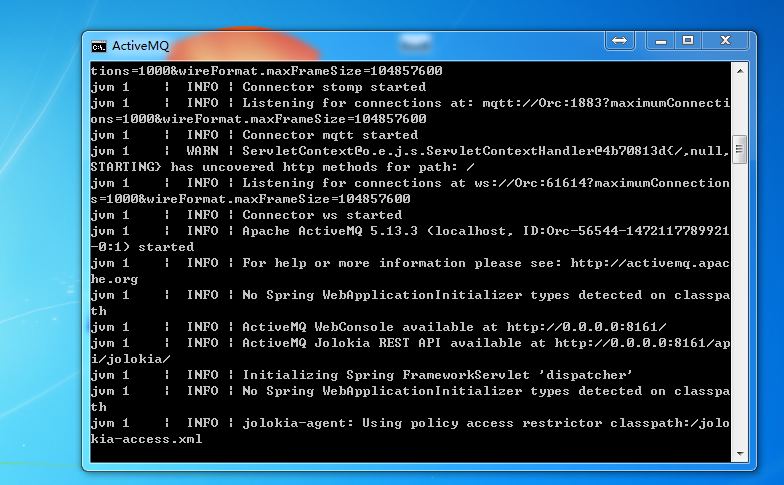 ActiveMQ
tions=1000&wireFormat.maxFrameSize=104857600
jvm 1    | INFO | Connector stomp started
jvm 1    | INFO | Listening for connections at: mqtt://Orc:1883?maximumConnecti
ons=1000&wireFormat.maxFrameSize=104857600
jvm 1    | INFO | Connector mqtt started
jvm 1    | WARN | ServletContext@o.e.j.s.ServletContextHandler@4b70813d{/,null,
STARTING} has uncovered http methods for path: /
jvm 1    | INFO | Listening for connections at ws://Orc:61614?maximumConnection
s=1000&wireFormat.maxFrameSize=104857600
jvm 1    | INFO | Connector ws started
jvm 1    | INFO | Apache ActiveMQ 5.13.3 (localhost, ID:Orc-56544-1472117789921
-0:1) started
jvm 1    | INFO | For help or more information please see: http://activemq.apac
he.org
jvm 1    | INFO | No Spring WebApplicationInitializer types detected on classpa
th
jvm 1    | INFO | ActiveMQ WebConsole available at http://0.0.0.0:8161/
jvm 1    | INFO | ActiveMQ Jolokia REST API available at http://0.0.0.0:8161/ap
i/jolokia/
jvm 1    | INFO | Initializing Spring FrameworkServlet 'dispatcher'
jvm 1    | INFO | No Spring WebApplicationInitializer types detected on classpa
th
jvm 1    | INFO | jolokia-agent: Using policy access restrictor classpath:/jolo
kia-access.xml